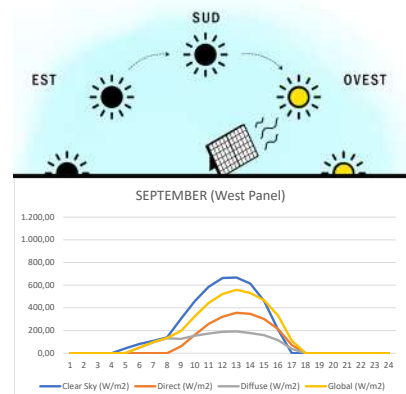 SUD
EST
OVEST
SEPTEMBER (West Panel)
1.200,00
1.000,00
800,00
600,00
400,00
200,00
0,00
1 2 3 4 5 6 7 8 9 10 11 12 13 14 15 16 17 18 19 20 21 22 23 24
Clear Sky (W/m2) Direct (W/m2) Diffuse (W/m2) Global (W/m2)